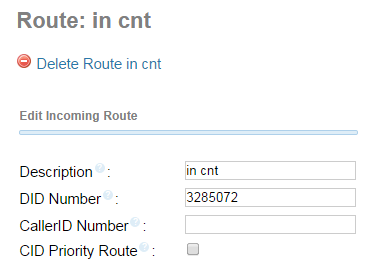 Route: in cnt
Delete Route in cnt
Edit Incoming Route
Description?: in cnt
DID Number?: 3285072
CallerID Number?:
CID Priority Route?: